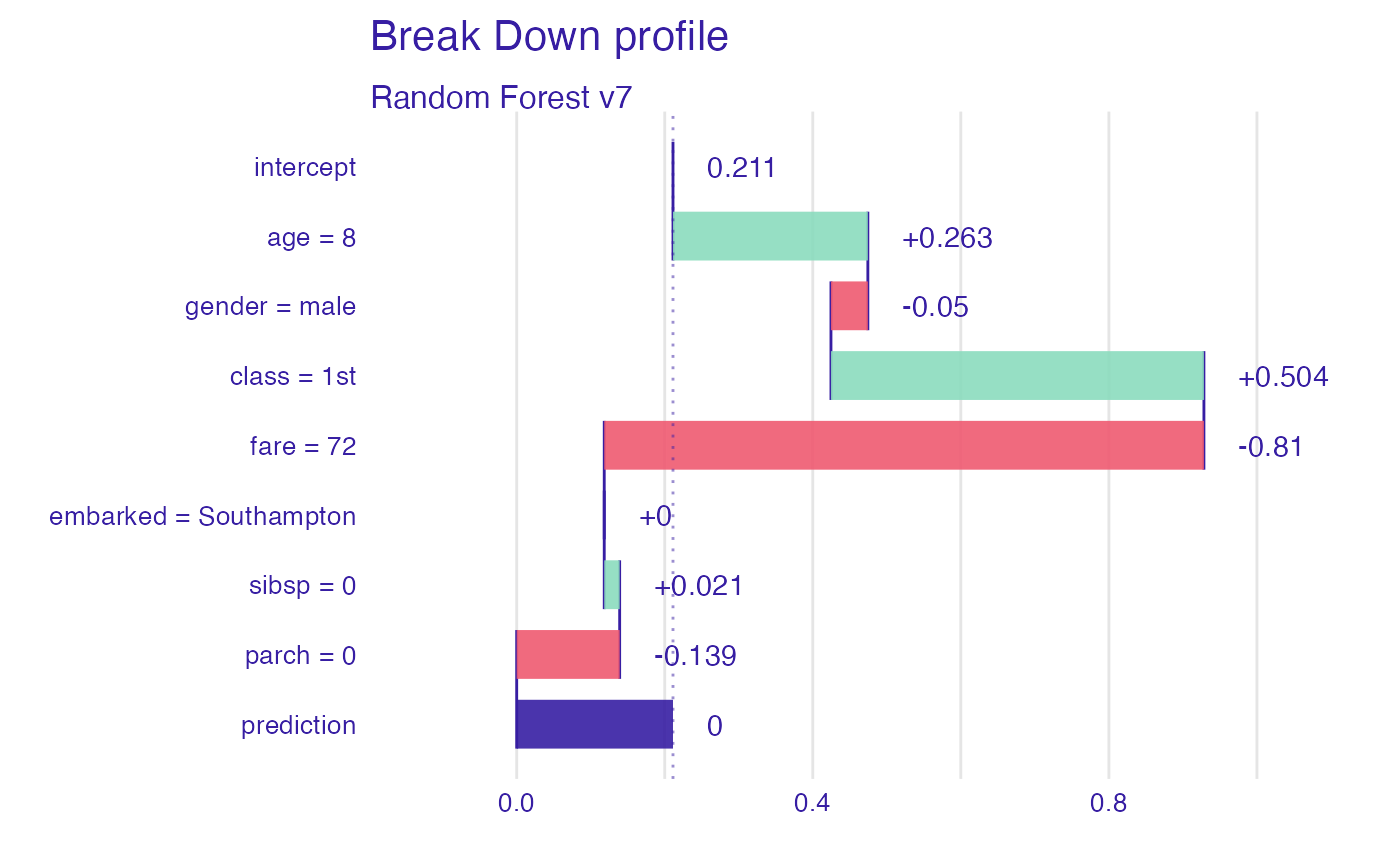 Break Down profile
Random Forest v7
intercept 0.211
age = 8 +0.263
gender = male -0.05
class = 1st +0.504
fare = 72 -0.81
embarked = Southampton +0
sibsp = 0 +0.021
parch = 0 -0.139
prediction 0
0.0 0.4 0.8